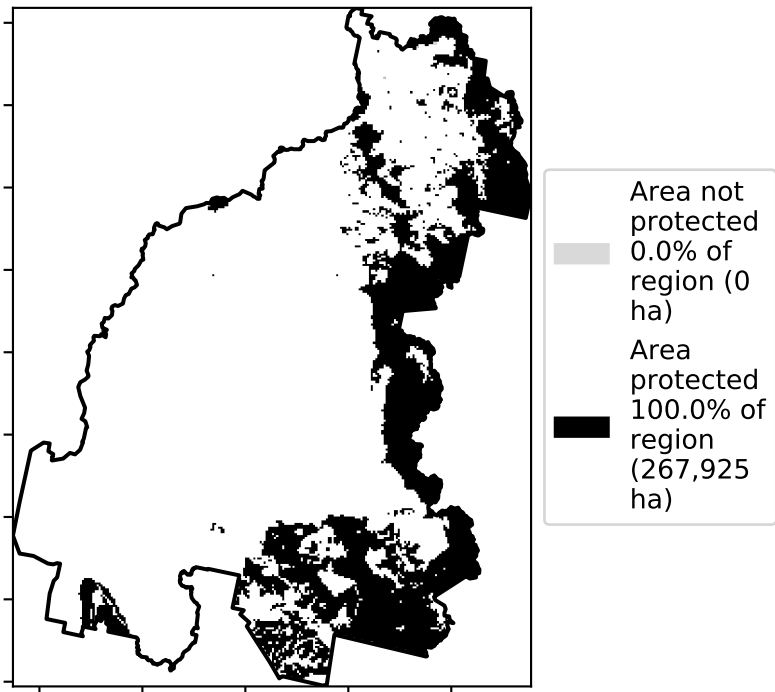 Area not
protected
0.0% of
region (0
ha)
Area
protected
100.0% of
region
(267,925
ha)